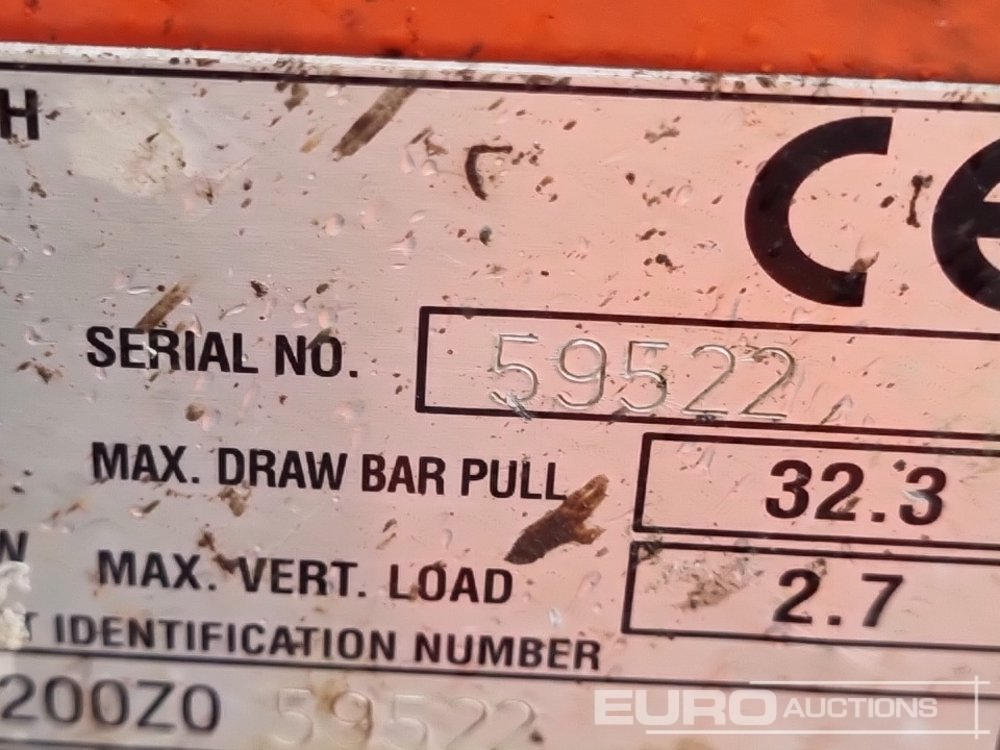 H
CE
SERIAL NO. 59522
MAX. DRAW BAR PULL 32.3
MAX. VERT. LOAD 2.7
N
T IDENTIFICATION NUMBER
200Z0 59522
EURO AUCTIONS